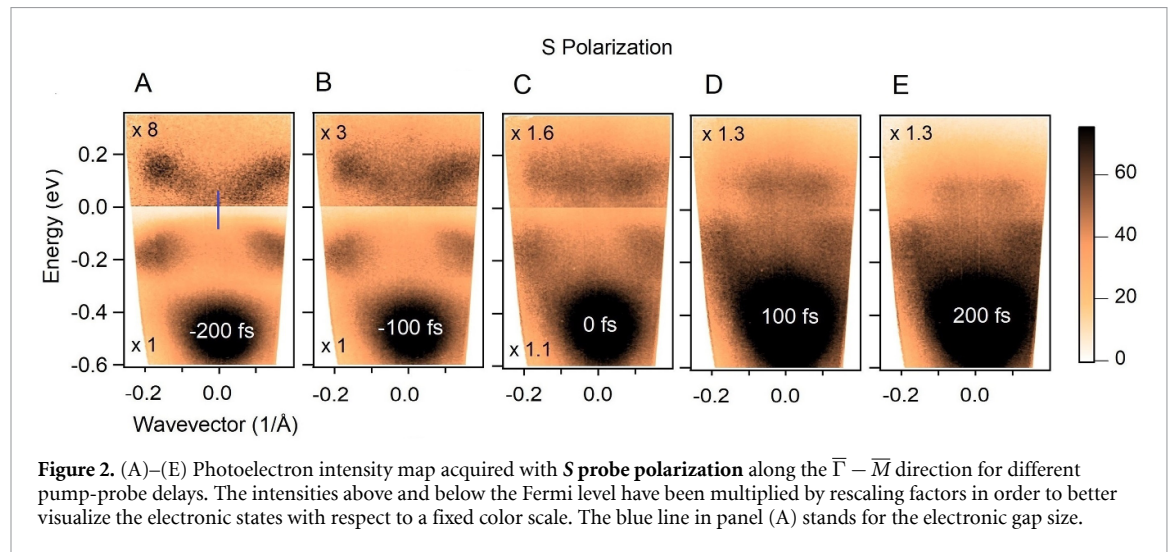 S Polarization
A B C D E
x 8 x 3 x 1.6 x 1.3 x 1.3
Energy (eV)
0.2
0.0
-0.2
-0.4
-0.6
-200 fs -100 fs 0 fs 100 fs 200 fs
x 1 x 1 x 1.1
60
40
20
0
-0.2 0.0 -0.2 0.0 -0.2 0.0 -0.2 0.0 -0.2 0.0
Wavevector (1/Å)
Figure 2. (A)–(E) Photoelectron intensity map acquired with S probe polarization along the Γ̅ − M̅ direction for different
pump-probe delays. The intensities above and below the Fermi level have been multiplied by rescaling factors in order to better
visualize the electronic states with respect to a fixed color scale. The blue line in panel (A) stands for the electronic gap size.